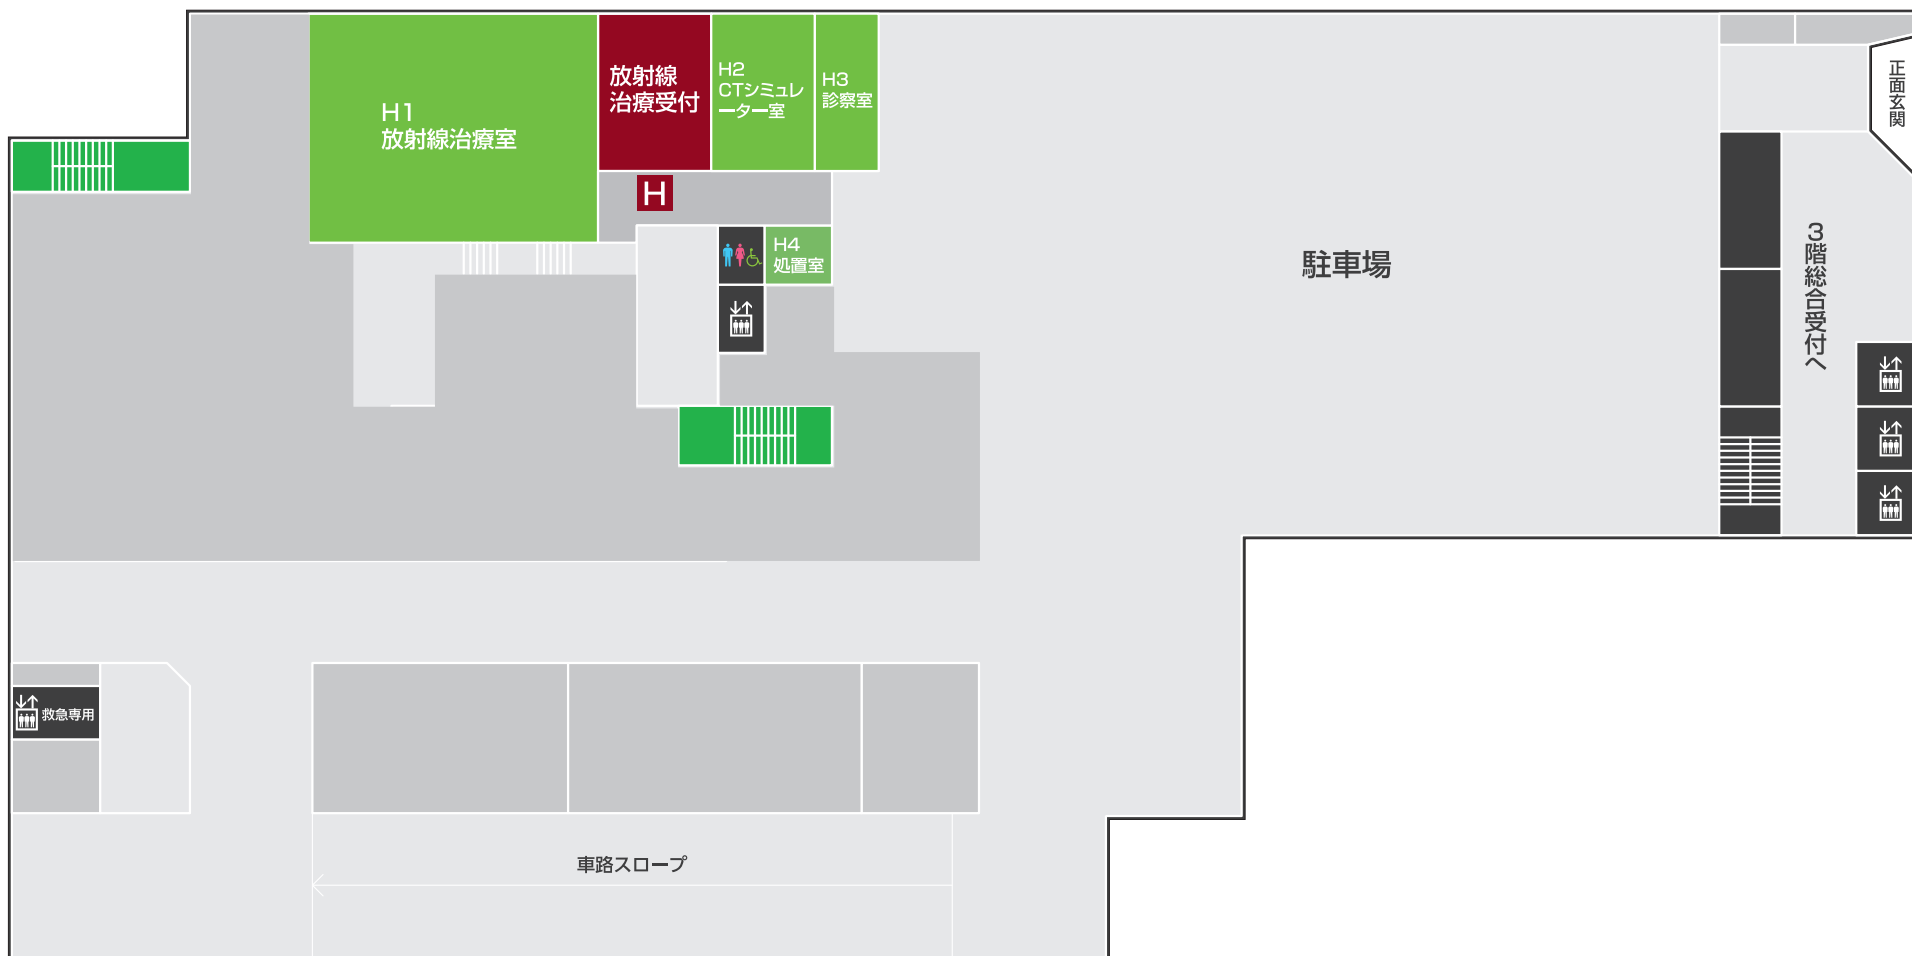 H1
放射線治療室
放射線
治療受付
H2
CTシミュレ
ーター室
H3
診察室
H
H4
処置室
駐車場
3階総合受付へ
正面玄関
救急専用
車路スロープ